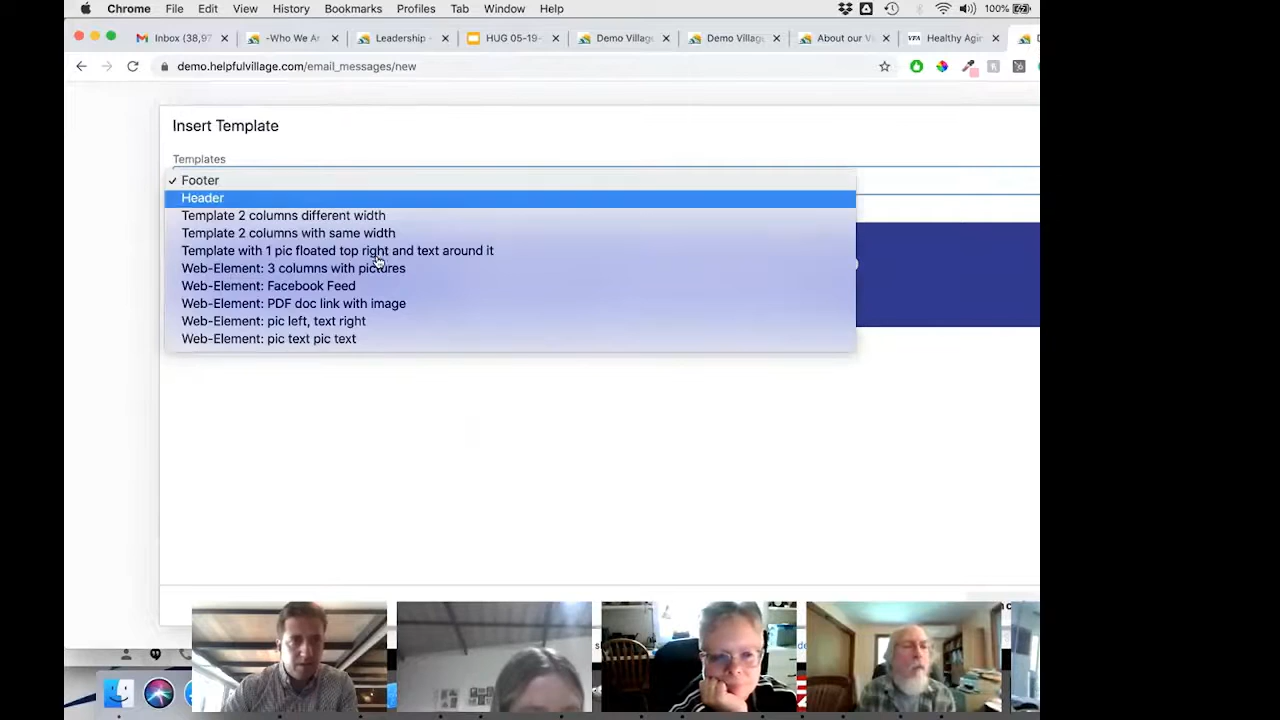 Chrome File Edit View History Bookmarks Profiles Tab Window Help 100%
Inbox (38,97 -Who We Ar Leadership - HUG 05-19- Demo Village Demo Village About our V VTA Healthy Agin
demo.helpfulvillage.com/email_messages/new
Insert Template
Templates
✓ Footer
Header
Template 2 columns different width
Template 2 columns with same width
Template with 1 pic floated top right and text around it
Web-Element: 3 columns with pictures
Web-Element: Facebook Feed
Web-Element: PDF doc link with image
Web-Element: pic left, text right
Web-Element: pic text pic text